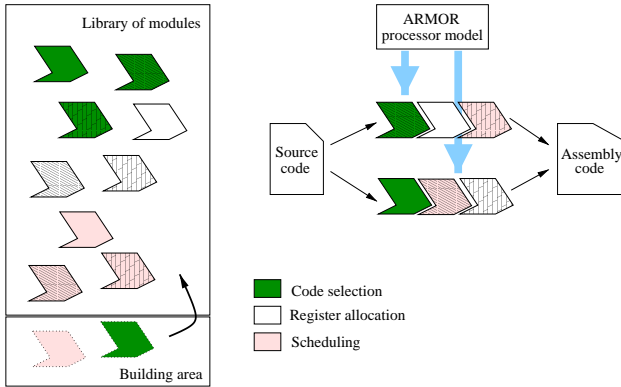 Library of modules
ARMOR
processor model
Source
code
Assembly
code
Code selection
Register allocation
Scheduling
Building area